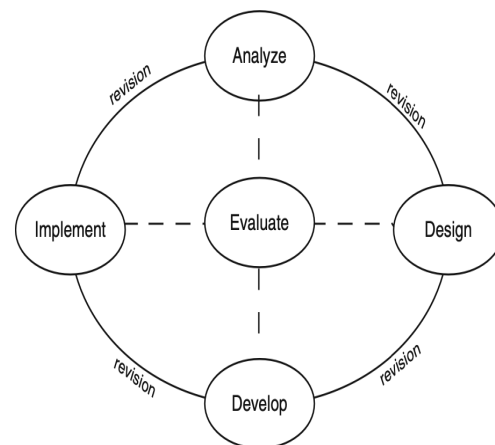 Analyze
revision
revision
Implement
Evaluate
Design
revision
revision
Develop